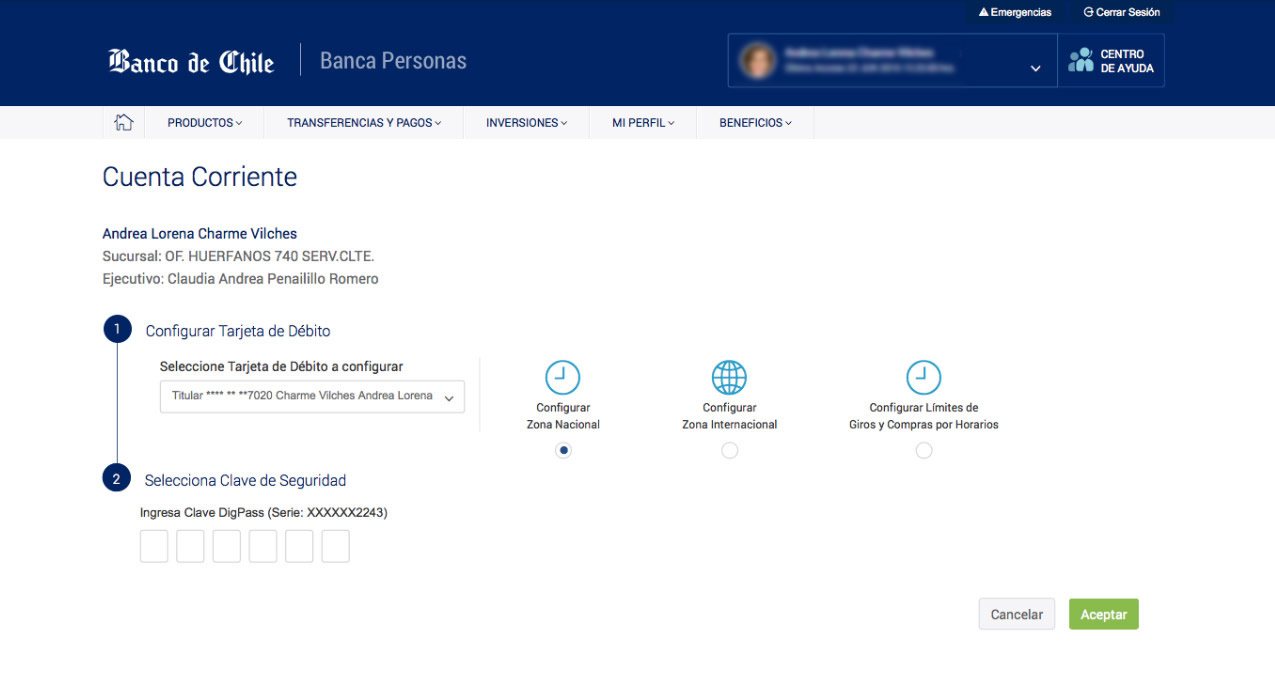 Emergencias
Cerrar Sesión
Banco de Chile
Banca Personas
CENTRO
DE AYUDA
PRODUCTOS
TRANSFERENCIAS Y PAGOS
INVERSIONES
MI PERFIL
BENEFICIOS
Cuenta Corriente
Andrea Lorena Charme Vilches
Sucursal: OF. HUERFANOS 740 SERV.CLTE.
Ejecutivo: Claudia Andrea Penailillo Romero
1
Configurar Tarjeta de Débito
Seleccione Tarjeta de Débito a configurar
Titular **** ** **7020 Charme Vilches Andrea Lorena
Configurar
Zona Nacional
Configurar
Zona Internacional
Configurar Límites de
Giros y Compras por Horarios
2
Selecciona Clave de Seguridad
Ingresa Clave DigPass (Serie: XXXXXX2243)
Cancelar
Aceptar